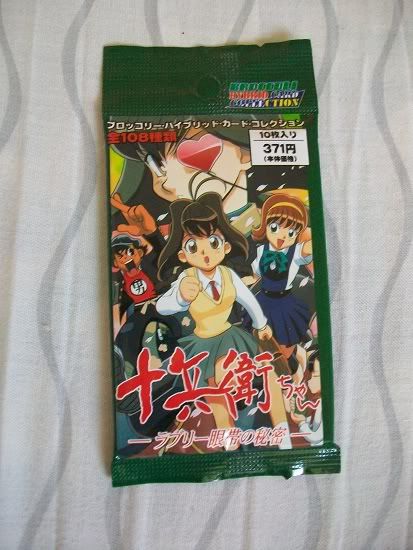 BROCCOLI
HYBRID CARD
COLLECTION
ブロッコリー・ハイブリッド・カード・コレクション
全108種類
10枚入り
371円
(本体価格)
男
十兵衛ちゃん
—ラブリー眼帯の秘密—